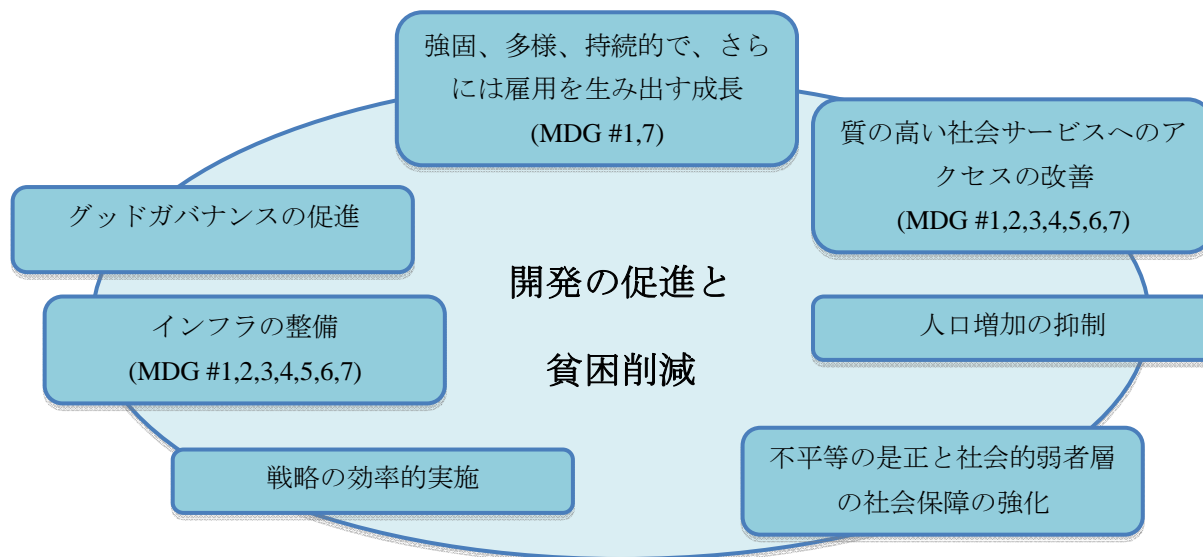 強固、多様、持続的で、さら
には雇用を生み出す成長
(MDG #1,7)
質の高い社会サービスへのア
クセスの改善
(MDG #1,2,3,4,5,6,7)
グッドガバナンスの促進
開発の促進と
貧困削減
インフラの整備
(MDG #1,2,3,4,5,6,7)
人口増加の抑制
戦略の効率的実施
不平等の是正と社会的弱者層
の社会保障の強化